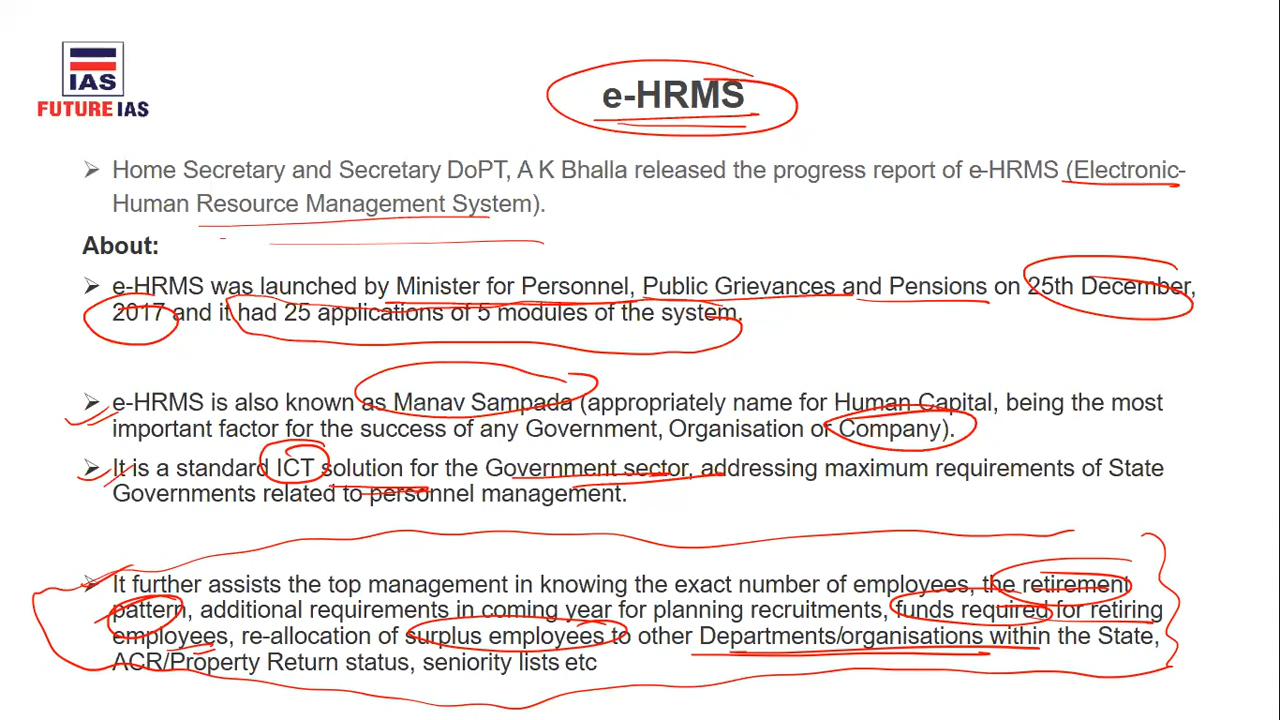 IAS
FUTURE IAS
e-HRMS
➢ Home Secretary and Secretary DoPT, A K Bhalla released the progress report of e-HRMS (Electronic-
Human Resource Management System).
About:
➢ e-HRMS was launched by Minister for Personnel, Public Grievances and Pensions on 25th December,
2017 and it had 25 applications of 5 modules of the system.
➢ e-HRMS is also known as Manav Sampada (appropriately name for Human Capital, being the most
important factor for the success of any Government, Organisation or Company).
➢ It is a standard ICT solution for the Government sector, addressing maximum requirements of State
Governments related to personnel management.
➢ It further assists the top management in knowing the exact number of employees, the retirement
pattern, additional requirements in coming year for planning recruitments, funds required for retiring
employees, re-allocation of surplus employees to other Departments/organisations within the State,
ACR/Property Return status, seniority lists etc